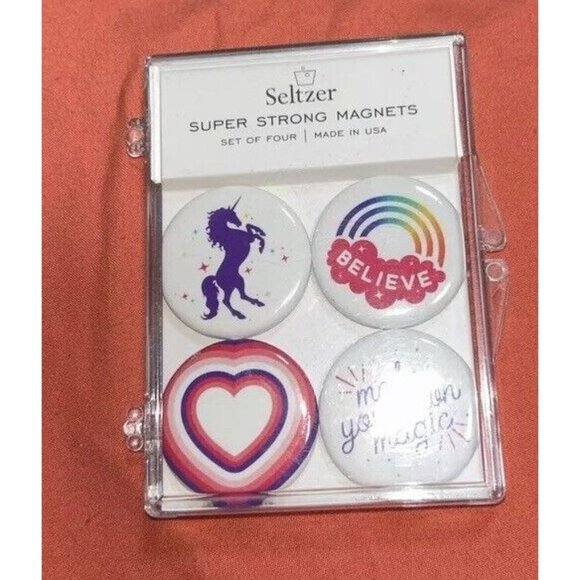 Seltzer
SUPER STRONG MAGNETS
SET OF FOUR | MADE IN USA
BELIEVE
magic